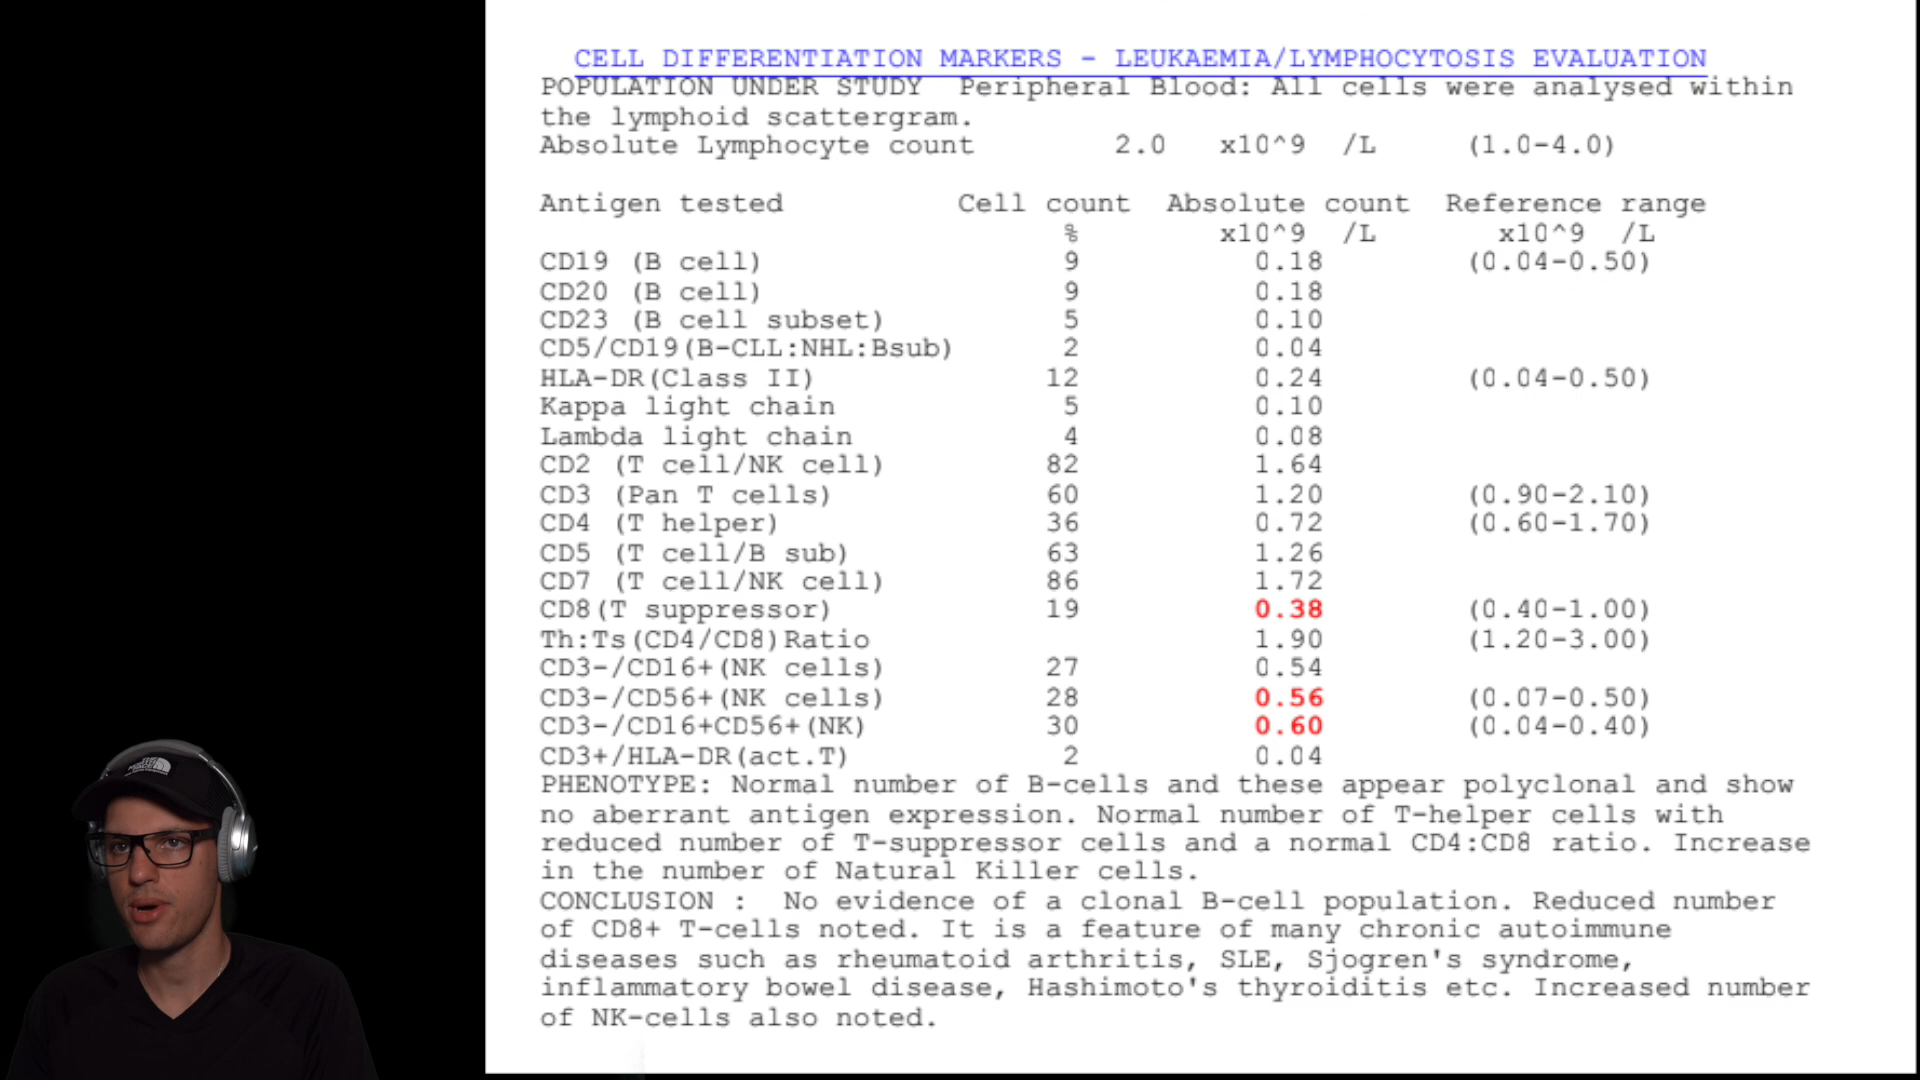 CELL DIFFERENTIATION MARKERS - LEUKAEMIA/LYMPHOCYTOSIS EVALUATION
POPULATION UNDER STUDY Peripheral Blood: All cells were analysed within
the lymphoid scattergram.
Absolute Lymphocyte count 2.0 x10^9 /L (1.0-4.0)
Antigen tested Cell count Absolute count Reference range
% x10^9 /L x10^9 /L
CD19 (B cell) 9 0.18 (0.04-0.50)
CD20 (B cell) 9 0.18
CD23 (B cell subset) 5 0.10
CD5/CD19(B-CLL:NHL:Bsub) 2 0.04
HLA-DR(Class II) 12 0.24 (0.04-0.50)
Kappa light chain 5 0.10
Lambda light chain 4 0.08
CD2 (T cell/NK cell) 82 1.64
CD3 (Pan T cells) 60 1.20 (0.90-2.10)
CD4 (T helper) 36 0.72 (0.60-1.70)
CD5 (T cell/B sub) 63 1.26
CD7 (T cell/NK cell) 86 1.72
CD8(T suppressor) 19 0.38 (0.40-1.00)
Th:Ts(CD4/CD8)Ratio 1.90 (1.20-3.00)
CD3-/CD16+(NK cells) 27 0.54
CD3-/CD56+(NK cells) 28 0.56 (0.07-0.50)
CD3-/CD16+CD56+(NK) 30 0.60 (0.04-0.40)
CD3+/HLA-DR(act.T) 2 0.04
PHENOTYPE: Normal number of B-cells and these appear polyclonal and show
no aberrant antigen expression. Normal number of T-helper cells with
reduced number of T-suppressor cells and a normal CD4:CD8 ratio. Increase
in the number of Natural Killer cells.
CONCLUSION : No evidence of a clonal B-cell population. Reduced number
of CD8+ T-cells noted. It is a feature of many chronic autoimmune
diseases such as rheumatoid arthritis, SLE, Sjogren's syndrome,
inflammatory bowel disease, Hashimoto's thyroiditis etc. Increased number
of NK-cells also noted.
THE NORTH FACE